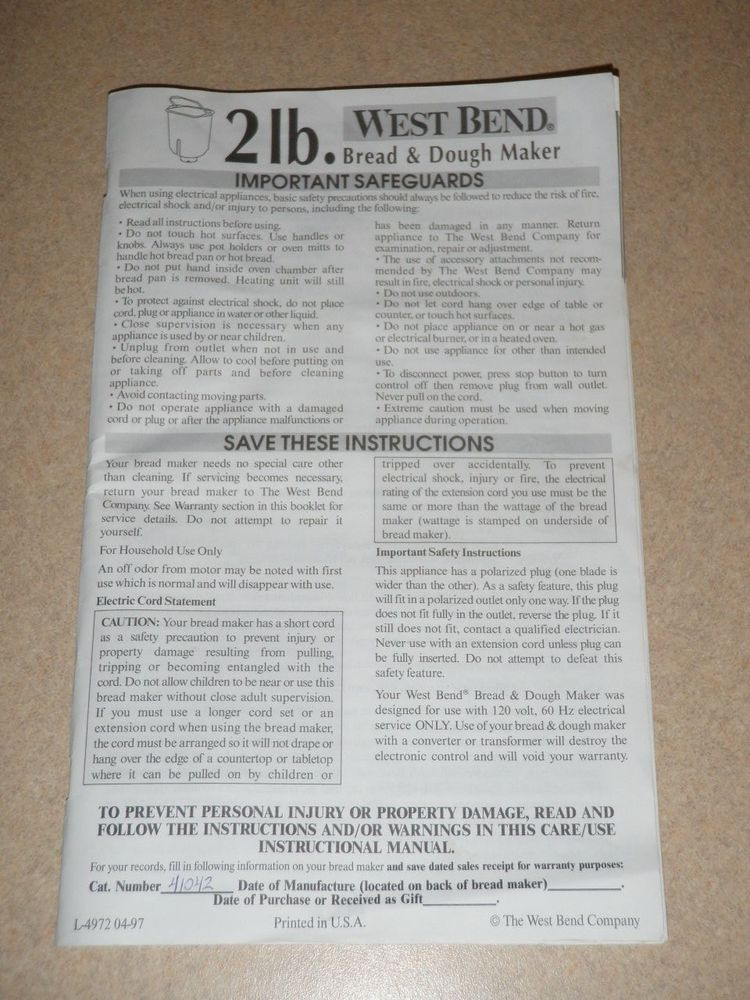 2 lb. WEST BEND®
Bread & Dough Maker
IMPORTANT SAFEGUARDS
When using electrical appliances, basic safety precautions should always be followed to reduce the risk of fire,
electrical shock and/or injury to persons, including the following:
• Read all instructions before using.
• Do not touch hot surfaces. Use handles or
knobs. Always use pot holders or oven mitts to
handle hot bread pan or hot bread.
• Do not put hand inside oven chamber after
bread pan is removed. Heating unit will still
be hot.
• To protect against electrical shock, do not place
cord, plug or appliance in water or other liquid.
• Close supervision is necessary when any
appliance is used by or near children.
• Unplug from outlet when not in use and
before cleaning. Allow to cool before putting on
or taking off parts and before cleaning
appliance.
• Avoid contacting moving parts.
• Do not operate appliance with a damaged
cord or plug or after the appliance malfunctions or
has been damaged in any manner. Return
appliance to The West Bend Company for
examination, repair or adjustment.
• The use of accessory attachments not recom-
mended by The West Bend Company may
result in fire, electrical shock or personal injury.
• Do not use outdoors.
• Do not let cord hang over edge of table or
counter, or touch hot surfaces.
• Do not place appliance on or near a hot gas
or electrical burner, or in a heated oven.
• Do not use appliance for other than intended
use.
• To disconnect power, press stop button to turn
control off then remove plug from wall outlet.
Never pull on the cord.
• Extreme caution must be used when moving
appliance during operation.
SAVE THESE INSTRUCTIONS
Your bread maker needs no special care other
than cleaning. If servicing becomes necessary,
return your bread maker to The West Bend
Company. See Warranty section in this booklet for
service details. Do not attempt to repair it
yourself.
For Household Use Only
An off odor from motor may be noted with first
use which is normal and will disappear with use.
Electric Cord Statement
CAUTION: Your bread maker has a short cord
as a safety precaution to prevent injury or
property damage resulting from pulling,
tripping or becoming entangled with the
cord. Do not allow children to be near or use this
bread maker without close adult supervision.
If you must use a longer cord set or an
extension cord when using the bread maker,
the cord must be arranged so it will not drape or
hang over the edge of a countertop or tabletop
where it can be pulled on by children or
tripped over accidentally. To prevent
electrical shock, injury or fire, the electrical
rating of the extension cord you use must be the
same or more than the wattage of the bread
maker (wattage is stamped on underside of
bread maker).
Important Safety Instructions
This appliance has a polarized plug (one blade is
wider than the other). As a safety feature, this plug
will fit in a polarized outlet only one way. If the plug
does not fit fully in the outlet, reverse the plug. If it
still does not fit, contact a qualified electrician.
Never use with an extension cord unless plug can
be fully inserted. Do not attempt to defeat this
safety feature.
Your West Bend® Bread & Dough Maker was
designed for use with 120 volt, 60 Hz electrical
service ONLY. Use of your bread & dough maker
with a converter or transformer will destroy the
electronic control and will void your warranty.
TO PREVENT PERSONAL INJURY OR PROPERTY DAMAGE, READ AND
FOLLOW THE INSTRUCTIONS AND/OR WARNINGS IN THIS CARE/USE
INSTRUCTIONAL MANUAL.
For your records, fill in following information on your bread maker and save dated sales receipt for warranty purposes:
Cat. Number 41042 Date of Manufacture (located on back of bread maker)__________.
Date of Purchase or Received as Gift__________.
L-4972 04-97 Printed in U.S.A. © The West Bend Company